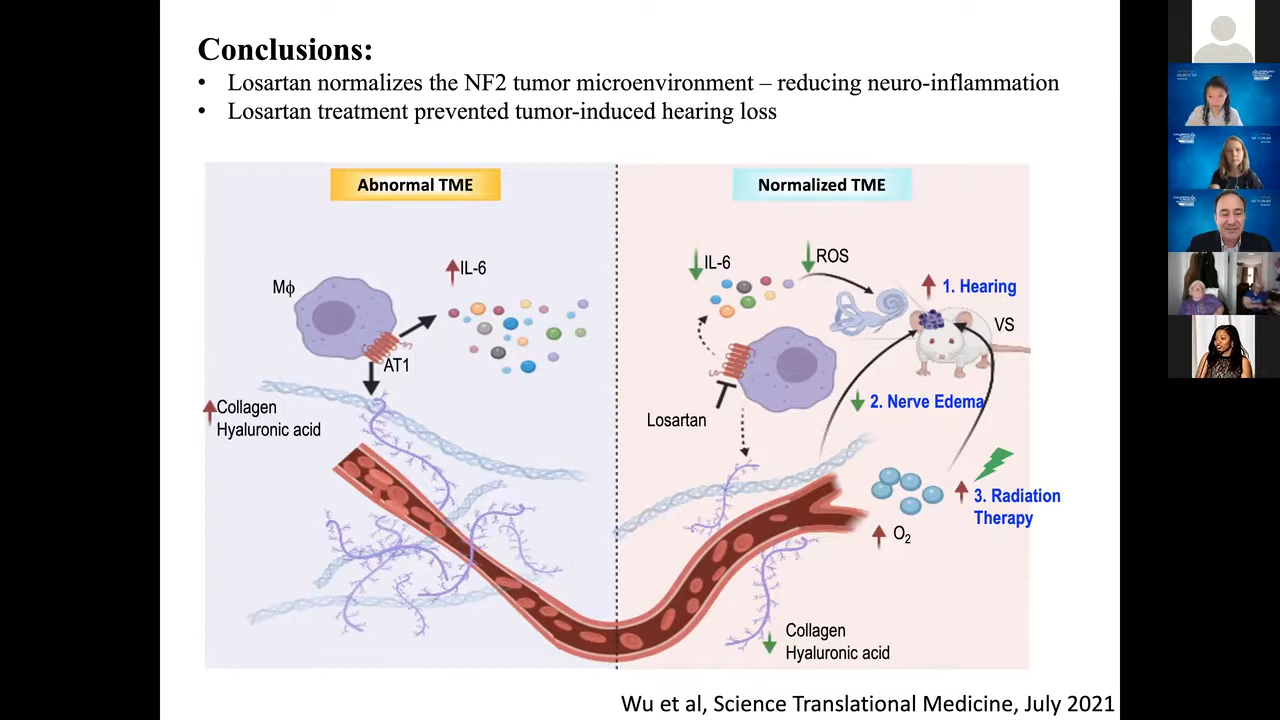 Conclusions:
• Losartan normalizes the NF2 tumor microenvironment – reducing neuro-inflammation
• Losartan treatment prevented tumor-induced hearing loss
Abnormal TME
Mϕ
IL-6
AT1
Collagen
Hyaluronic acid
Normalized TME
IL-6
ROS
1. Hearing
VS
Losartan
2. Nerve Edema
3. Radiation
Therapy
O₂
Collagen
Hyaluronic acid
Wu et al, Science Translational Medicine, July 2021